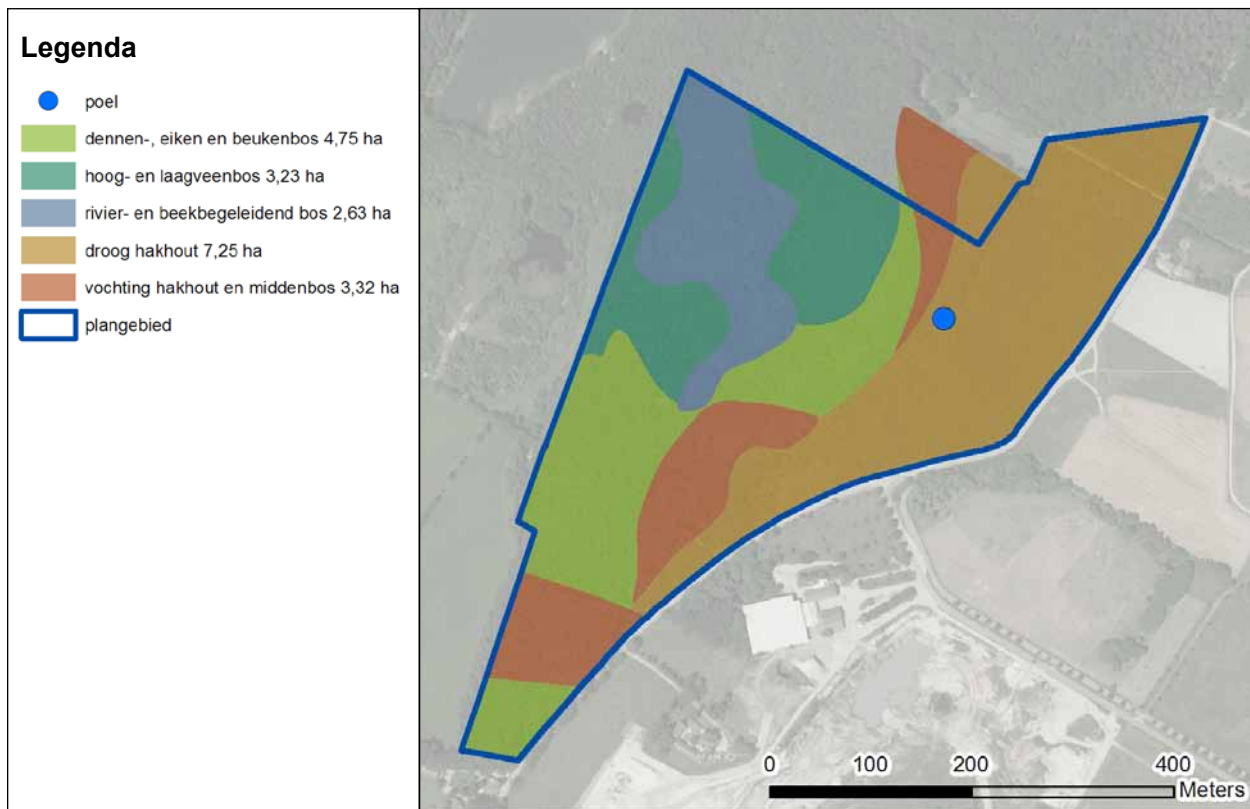 Legenda
poel
dennen-, eiken en beukenbos 4,75 ha
hoog- en laagveenbos 3,23 ha
rivier- en beekbegeleidend bos 2,63 ha
droog hakhout 7,25 ha
vochting hakhout en middenbos 3,32 ha
plangebied
0 100 200 400
Meters